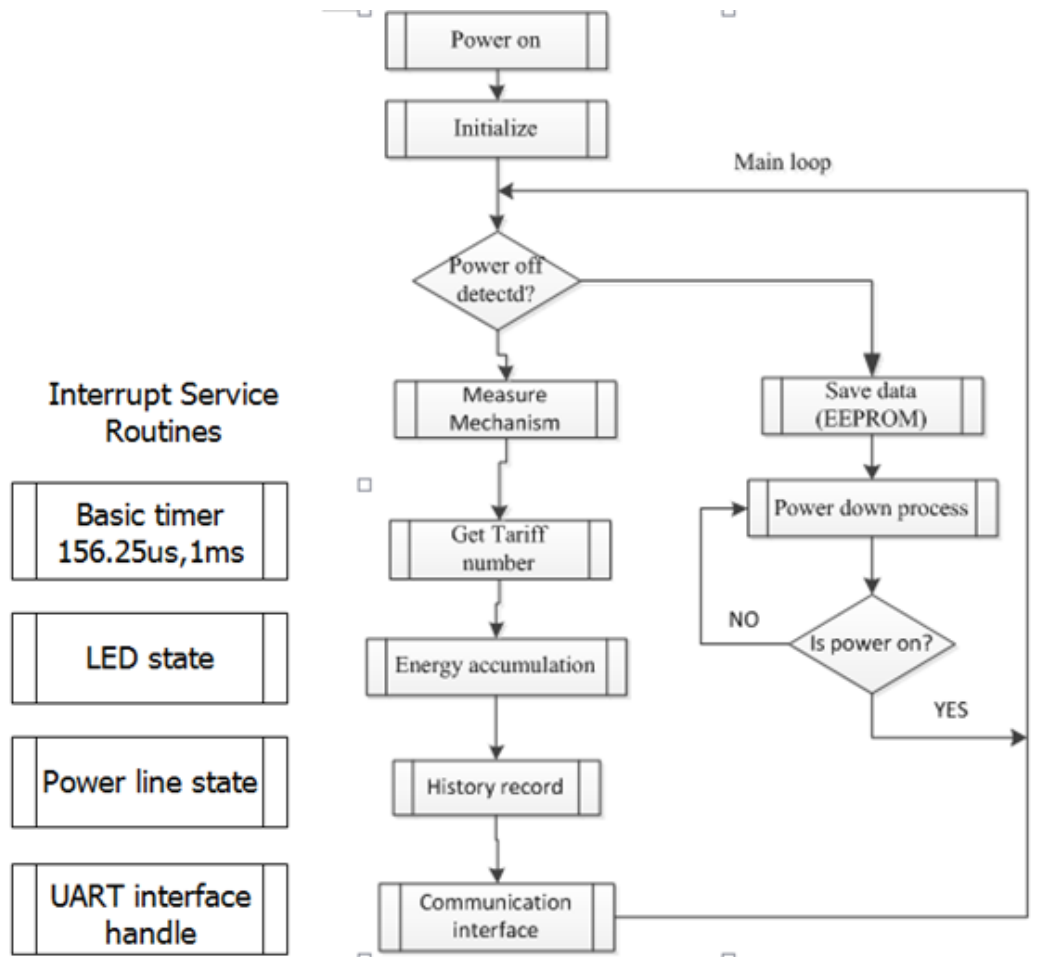 Power on
Initialize
Main loop
Power off
detectd?
Measure
Mechanism
Save data
(EEPROM)
Interrupt Service
Routines
Basic timer
156.25us,1ms
Get Tariff
number
Power down process
LED state
Energy accumulation
NO
Is power on?
YES
Power line state
History record
UART interface
handle
Communication
interface